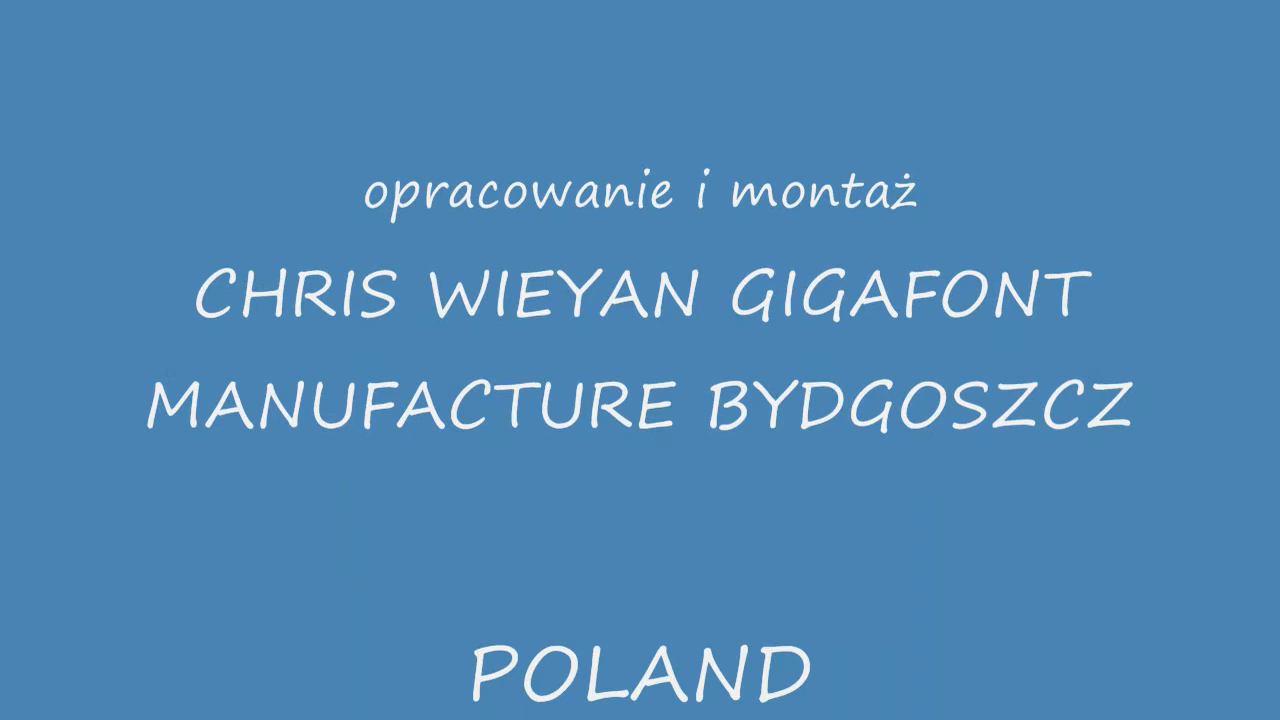 opracowanie i montaż
CHRIS WIEYAN GIGAFONT
MANUFACTURE BYDGOSZCZ
POLAND